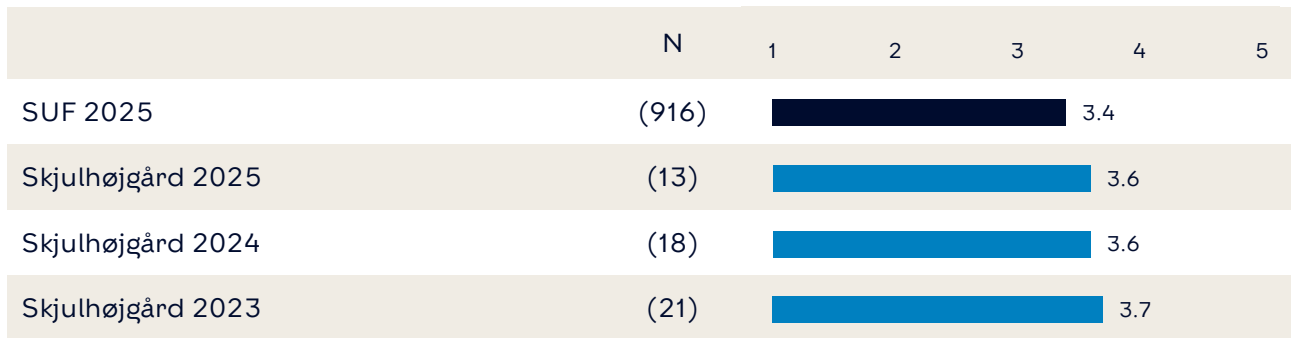 N 1 2 3 4 5
SUF 2025 (916) 3.4
Skjulhøjgård 2025 (13) 3.6
Skjulhøjgård 2024 (18) 3.6
Skjulhøjgård 2023 (21) 3.7